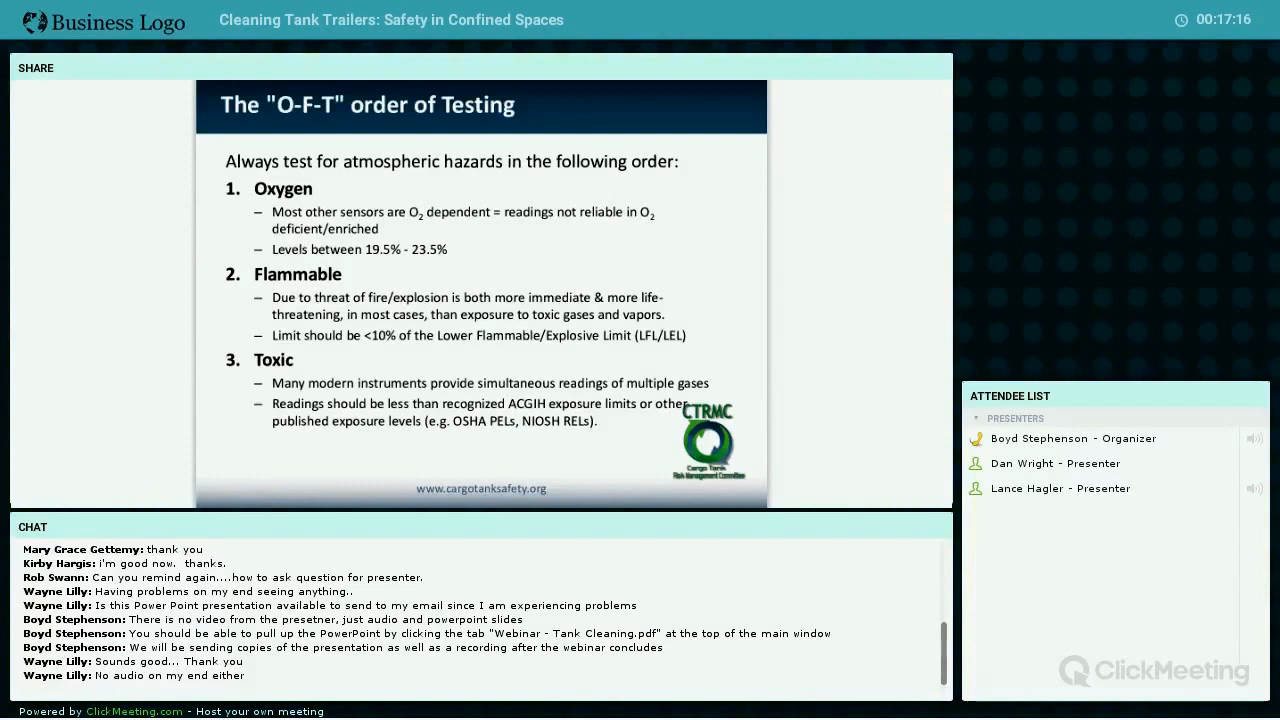 Business Logo
Cleaning Tank Trailers: Safety in Confined Spaces
00:17:16
SHARE
The "O-F-T" order of Testing
Always test for atmospheric hazards in the following order:
1. Oxygen
– Most other sensors are O2 dependent = readings not reliable in O2
deficient/enriched
– Levels between 19.5% - 23.5%
2. Flammable
– Due to threat of fire/explosion is both more immediate & more life-
threatening, in most cases, than exposure to toxic gases and vapors.
– Limit should be <10% of the Lower Flammable/Explosive Limit (LFL/LEL)
3. Toxic
– Many modern instruments provide simultaneous readings of multiple gases
– Readings should be less than recognized ACGIH exposure limits or other
published exposure levels (e.g. OSHA PELs, NIOSH RELs).
CTRMC
Cargo Tank
Risk Management Committee
www.cargotanksafety.org
ATTENDEE LIST
PRESENTERS
Boyd Stephenson - Organizer
Dan Wright - Presenter
Lance Hagler - Presenter
CHAT
Mary Grace Gettemy: thank you
Kirby Hargis: i'm good now. thanks.
Rob Swann: Can you remind again....how to ask question for presenter.
Wayne Lilly: Having problems on my end seeing anything..
Wayne Lilly: Is this Power Point presentation available to send to my email since I am experiencing problems
Boyd Stephenson: There is no video from the presetner, just audio and powerpoint slides
Boyd Stephenson: You should be able to pull up the PowerPoint by clicking the tab "Webinar - Tank Cleaning.pdf" at the top of the main window
Boyd Stephenson: We will be sending copies of the presentation as well as a recording after the webinar concludes
Wayne Lilly: Sounds good... Thank you
Wayne Lilly: No audio on my end either
ClickMeeting
Powered by ClickMeeting.com - Host your own meeting